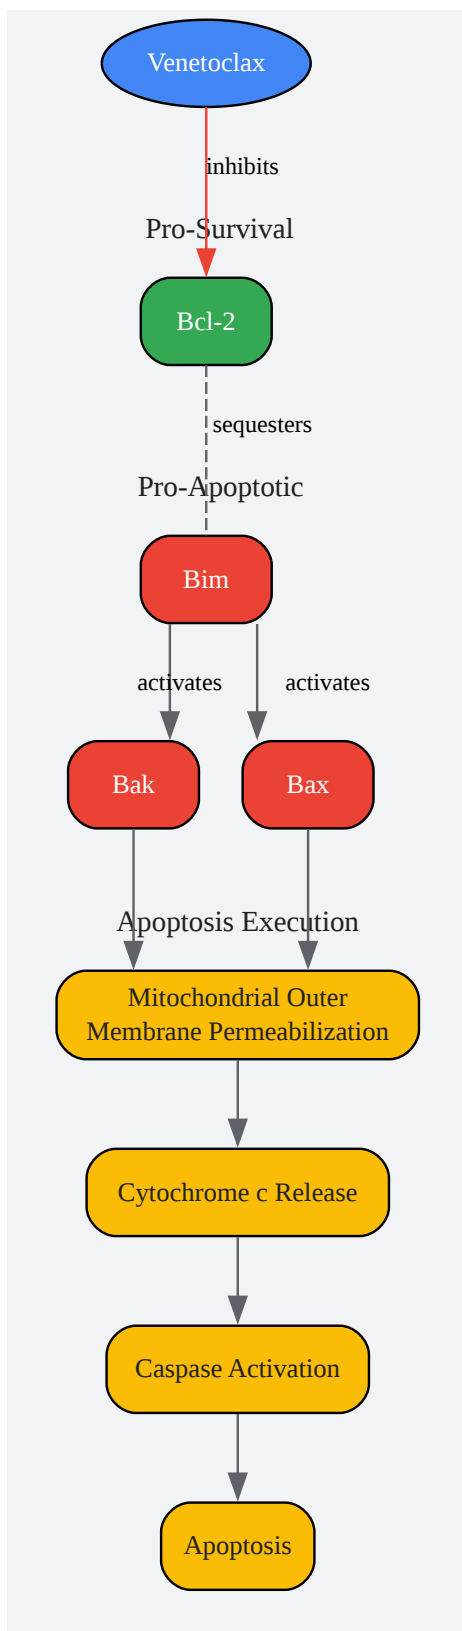 Venetoclax
inhibits
Pro-Survival
Bcl-2
sequesters
Pro-Apoptotic
Bim
activates
activates
Bak
Bax
Apoptosis Execution
Mitochondrial Outer
Membrane Permeabilization
Cytochrome c Release
Caspase Activation
Apoptosis